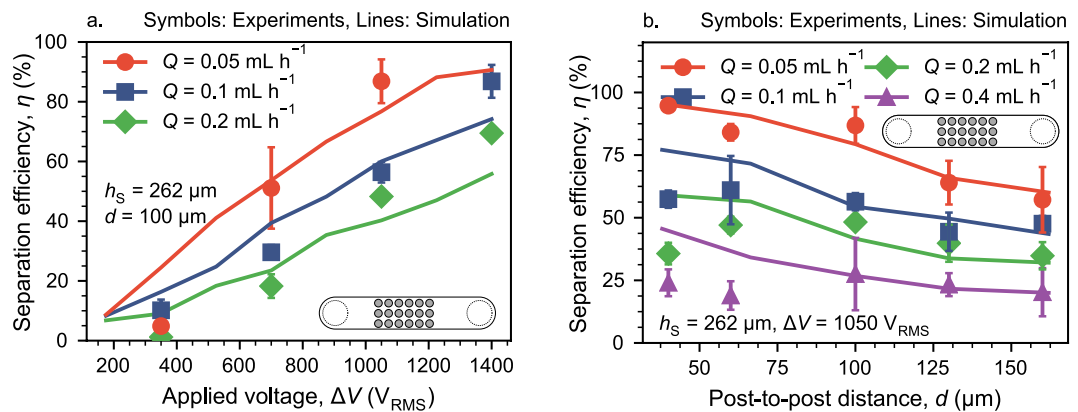 a. Symbols: Experiments, Lines: Simulation
Separation efficiency, η (%)
100
80
60
40
20
0
Q = 0.05 mL h⁻¹
Q = 0.1 mL h⁻¹
Q = 0.2 mL h⁻¹
hS = 262 µm
d = 100 µm
200 400 600 800 1000 1200 1400
Applied voltage, ΔV (VRMS)
b. Symbols: Experiments, Lines: Simulation
Separation efficiency, η (%)
100
75
50
25
0
Q = 0.05 mL h⁻¹ Q = 0.2 mL h⁻¹
Q = 0.1 mL h⁻¹ Q = 0.4 mL h⁻¹
hS = 262 µm, ΔV = 1050 VRMS
50 75 100 125 150
Post-to-post distance, d (µm)